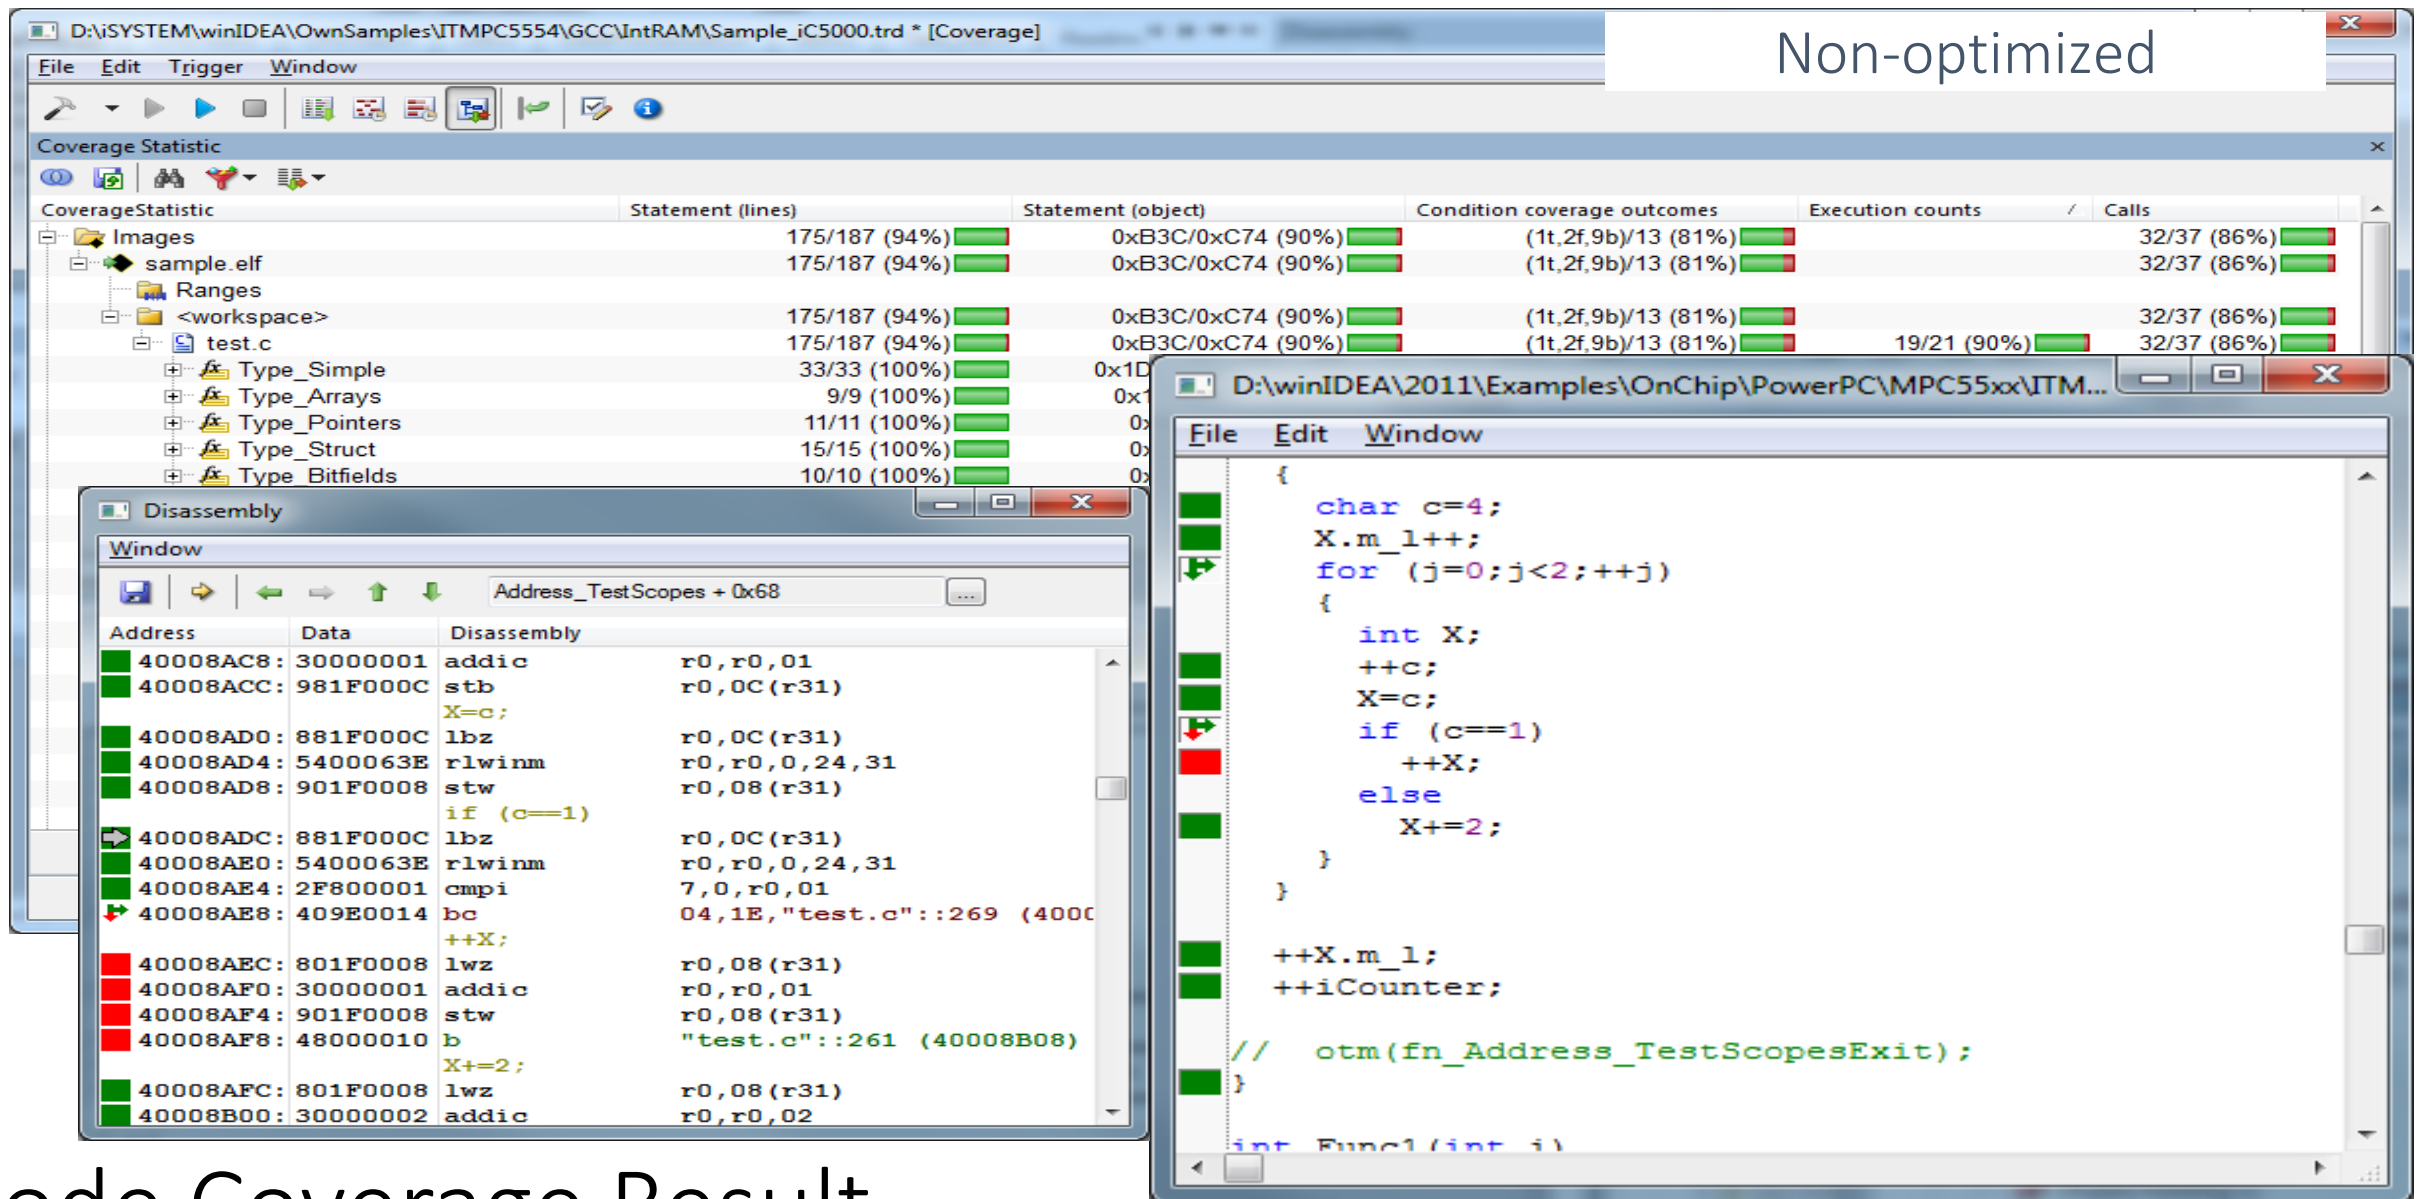 D:\iSYSTEM\winIDEA\OwnSamples\ITMPC5554\GCC\IntRAM\Sample_iC5000.trd * [Coverage]
Non-optimized
File Edit Trigger Window
Coverage Statistic
CoverageStatistic Statement (lines) Statement (object) Condition coverage outcomes Execution counts Calls
Images 175/187 (94%) 0xB3C/0xC74 (90%) (1t,2f,9b)/13 (81%) 32/37 (86%)
sample.elf 175/187 (94%) 0xB3C/0xC74 (90%) (1t,2f,9b)/13 (81%) 32/37 (86%)
Ranges
<workspace> 175/187 (94%) 0xB3C/0xC74 (90%) (1t,2f,9b)/13 (81%) 32/37 (86%)
test.c 175/187 (94%) 0xB3C/0xC74 (90%) (1t,2f,9b)/13 (81%) 19/21 (90%) 32/37 (86%)
Type_Simple 33/33 (100%) 0x1D
Type_Arrays 9/9 (100%) 0x1
Type_Pointers 11/11 (100%) 0x
Type_Struct 15/15 (100%) 0x
Type_Bitfields 10/10 (100%) 0x
Disassembly
Window
Address_TestScopes + 0x68 ...
Address Data Disassembly
40008AC8: 30000001 addic r0,r0,01
40008ACC: 981F000C stb r0,0C(r31)
X=c;
40008AD0: 881F000C lbz r0,0C(r31)
40008AD4: 5400063E rlwinm r0,r0,0,24,31
40008AD8: 901F0008 stw r0,08(r31)
if (c==1)
40008ADC: 881F000C lbz r0,0C(r31)
40008AE0: 5400063E rlwinm r0,r0,0,24,31
40008AE4: 2F800001 cmpi 7,0,r0,01
40008AE8: 409E0014 bc 04,1E,"test.c"::269 (4000
++X;
40008AEC: 801F0008 lwz r0,08(r31)
40008AF0: 30000001 addic r0,r0,01
40008AF4: 901F0008 stw r0,08(r31)
40008AF8: 48000010 b "test.c"::261 (40008B08)
X+=2;
40008AFC: 801F0008 lwz r0,08(r31)
40008B00: 30000002 addic r0,r0,02
D:\winIDEA\2011\Examples\OnChip\PowerPC\MPC55xx\ITM...
File Edit Window
{
char c=4;
X.m_l++;
for (j=0;j<2;++j)
{
int X;
++c;
X=c;
if (c==1)
++X;
else
X+=2;
}
}
++X.m_l;
++iCounter;
// otm(fn_Address_TestScopesExit);
}
int Func1(int i)
ode Coverage Result